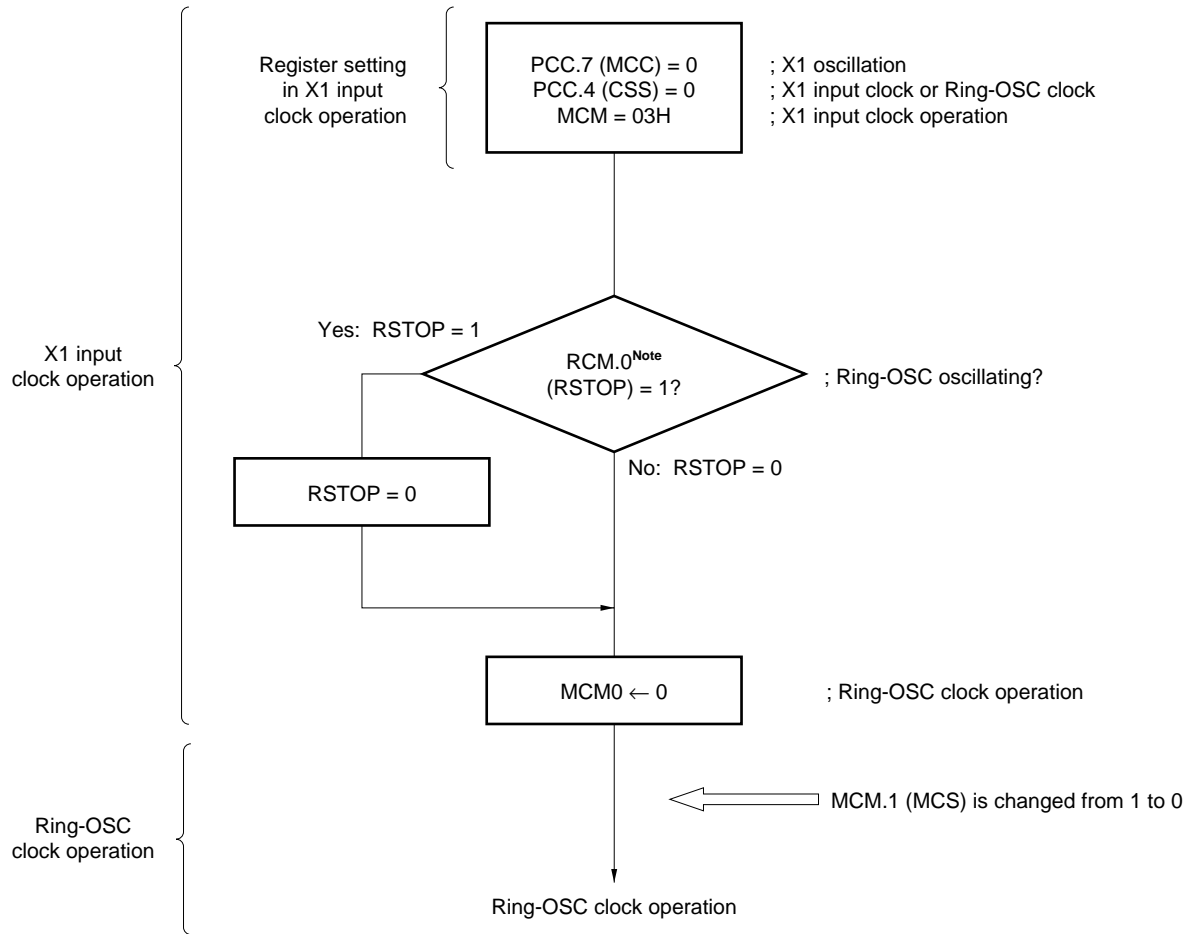 Register setting
in X1 input
clock operation
PCC.7 (MCC) = 0
PCC.4 (CSS) = 0
MCM = 03H
; X1 oscillation
; X1 input clock or Ring-OSC clock
; X1 input clock operation
X1 input
clock operation
Yes: RSTOP = 1
RCM.0Note
(RSTOP) = 1?
; Ring-OSC oscillating?
No: RSTOP = 0
RSTOP = 0
MCM0 ← 0
; Ring-OSC clock operation
MCM.1 (MCS) is changed from 1 to 0
Ring-OSC
clock operation
Ring-OSC clock operation